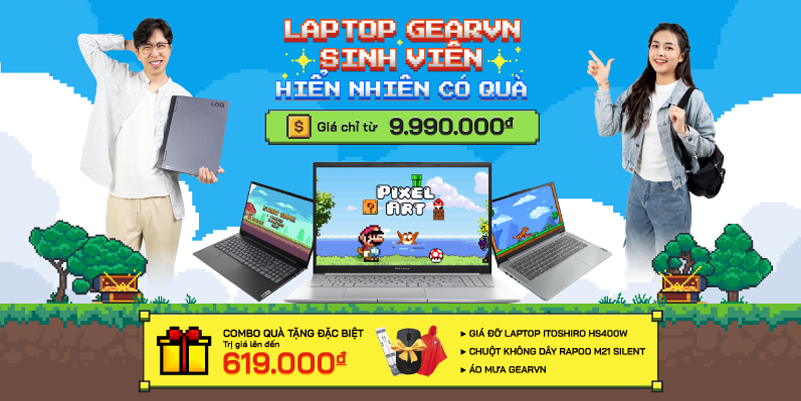 LAPTOP GEARVN
SINH VIÊN
HIỂN NHIÊN CÓ QUÀ
$ Giá chỉ từ 9.990.000đ
LOQ
PIXEL
ART
?
COMBO QUÀ TẶNG ĐẶC BIỆT
Trị giá lên đến
619.000đ
▸ GIÁ ĐỠ LAPTOP ITOSHIRO HS400W
▸ CHUỘT KHÔNG DÂY RAPOO M21 SILENT
▸ ÁO MƯA GEARVN